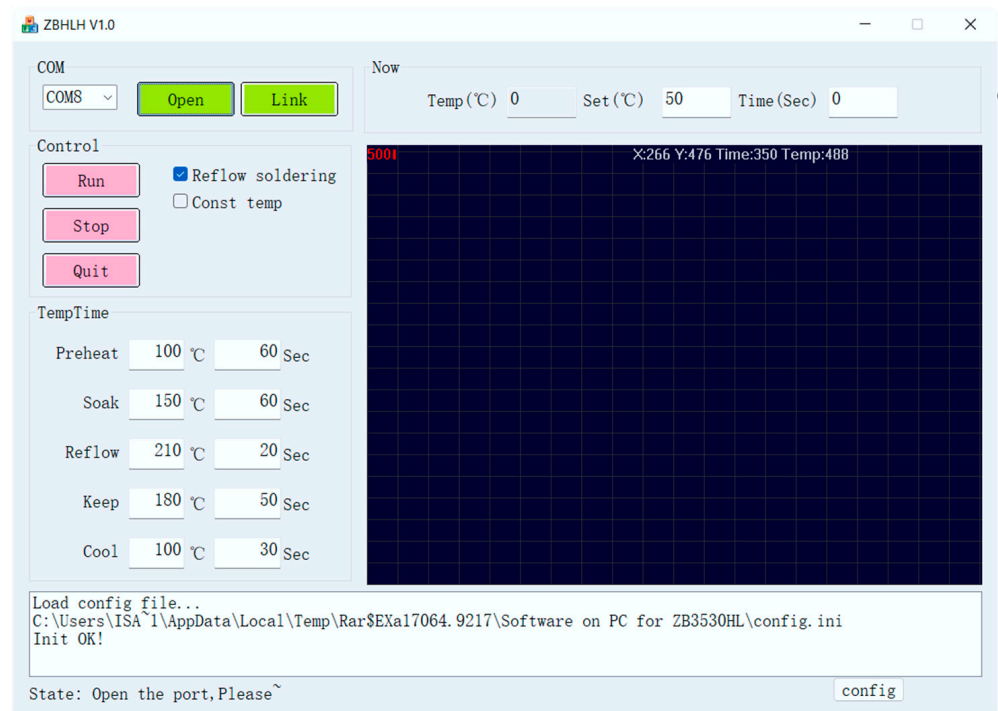 ZBHLH V1.0
COM
COM8 Open Link
Now
Temp(℃) 0 Set(℃) 50 Time(Sec) 0
Control
Run
Reflow soldering
Const temp
Stop
Quit
X:266 Y:476 Time:350 Temp:488
TempTime
Preheat 100 ℃ 60 Sec
Soak 150 ℃ 60 Sec
Reflow 210 ℃ 20 Sec
Keep 180 ℃ 50 Sec
Cool 100 ℃ 30 Sec
Load config file...
C:\Users\ISA~1\AppData\Local\Temp\Rar$EXa17064.9217\Software on PC for ZB3530HL\config.ini
Init OK!
State: Open the port,Please~
config